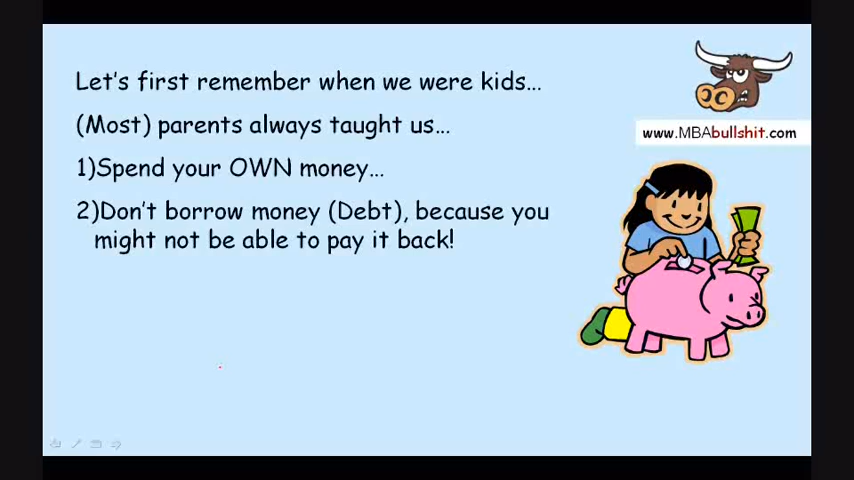 Let's first remember when we were kids...
(Most) parents always taught us...
1)Spend your OWN money...
2)Don't borrow money (Debt), because you
might not be able to pay it back!
www.MBAbullshit.com